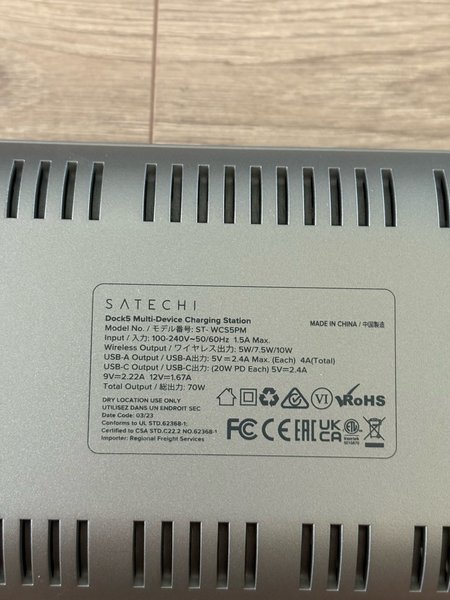 SATECHI
Dock5 Multi-Device Charging Station
Model No. / モデル番号: ST- WCS5PM
MADE IN CHINA / 中国製造
Input / 入力: 100-240V~50/60Hz 1.5A Max.
Wireless Output / ワイヤレス出力: 5W/7.5W/10W
USB-A Output / USB-A出力: 5V⎓2.4A Max. (Each) 4A(Total)
USB-C Output / USB-C出力: (20W PD Each) 5V⎓2.4A
9V⎓2.22A 12V⎓1.67A
Total Output / 総出力: 70W
VI RoHS
DRY LOCATION USE ONLY
UTILISEZ DANS UN ENDROIT SEC
Date Code: 03/23
Conforms to UL STD.62368-1;
Certified to CSA STD.C22.2 NO.62368-1
Importer: Regional Freight Services
FC CE EAC UKCA ETL
Intertek